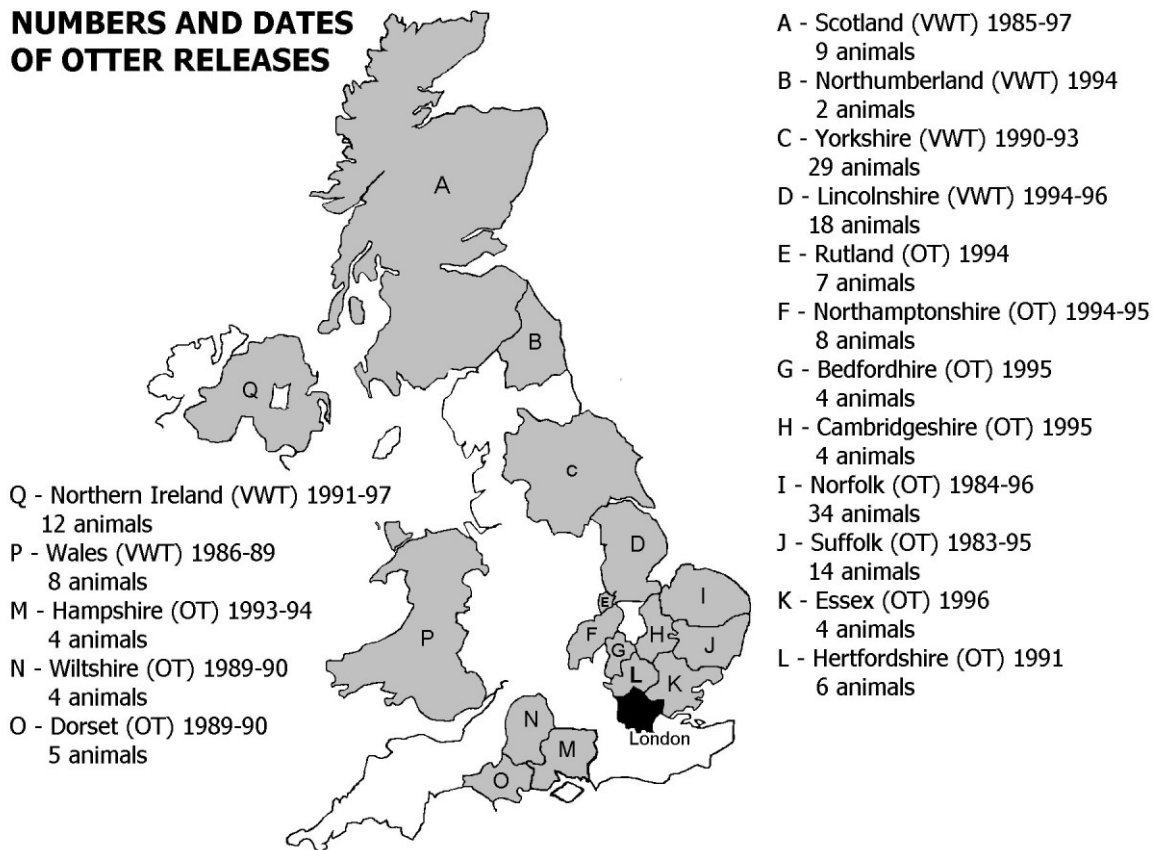 NUMBERS AND DATES
OF OTTER RELEASES
A - Scotland (VWT) 1985-97
9 animals
B - Northumberland (VWT) 1994
2 animals
C - Yorkshire (VWT) 1990-93
29 animals
D - Lincolnshire (VWT) 1994-96
18 animals
E - Rutland (OT) 1994
7 animals
F - Northamptonshire (OT) 1994-95
8 animals
G - Bedfordhire (OT) 1995
4 animals
H - Cambridgeshire (OT) 1995
4 animals
I - Norfolk (OT) 1984-96
34 animals
J - Suffolk (OT) 1983-95
14 animals
K - Essex (OT) 1996
4 animals
L - Hertfordshire (OT) 1991
6 animals
Q - Northern Ireland (VWT) 1991-97
12 animals
P - Wales (VWT) 1986-89
8 animals
M - Hampshire (OT) 1993-94
4 animals
N - Wiltshire (OT) 1989-90
4 animals
O - Dorset (OT) 1989-90
5 animals
A
B
Q
C
D
E
I
F
H
J
G
P
L
K
N
London
M
O